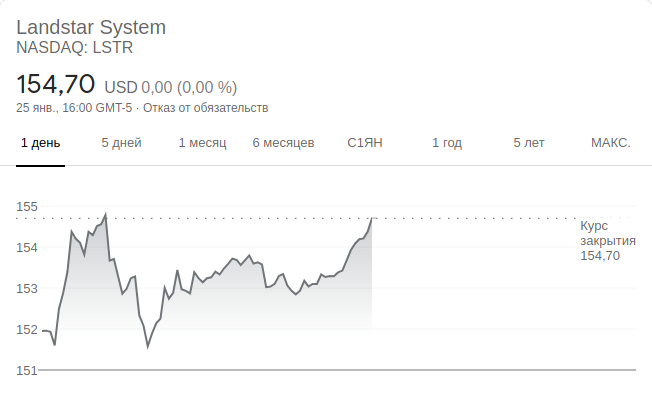 Landstar System
NASDAQ: LSTR
154,70 USD 0,00 (0,00 %)
25 янв., 16:00 GMT-5 · Отказ от обязательств
1 день 5 дней 1 месяц 6 месяцев С1ЯН 1 год 5 лет МАКС.
155
Курс
закрытия
154,70
154
153
152
151